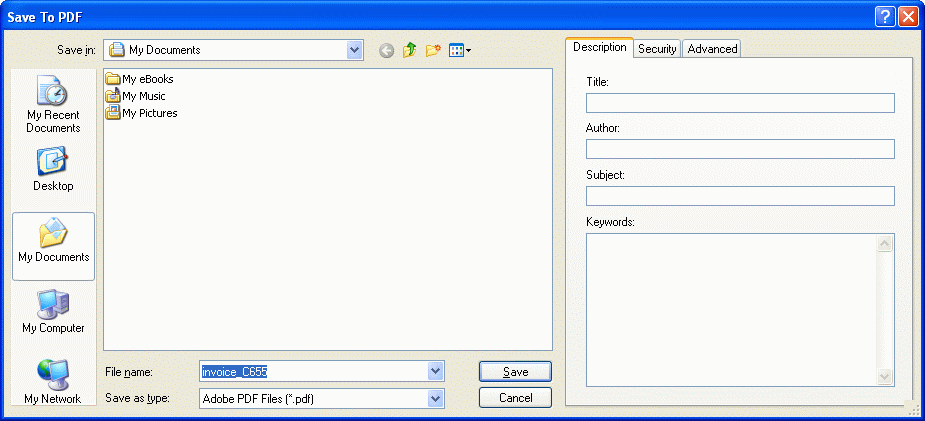 Save To PDF
Save in:
My Documents
My Recent
Documents
Desktop
My Documents
My Computer
My Network
My eBooks
My Music
My Pictures
File name:
invoice_C655
Save
Save as type:
Adobe PDF Files (*.pdf)
Cancel
Description
Security
Advanced
Title:
Author:
Subject:
Keywords: